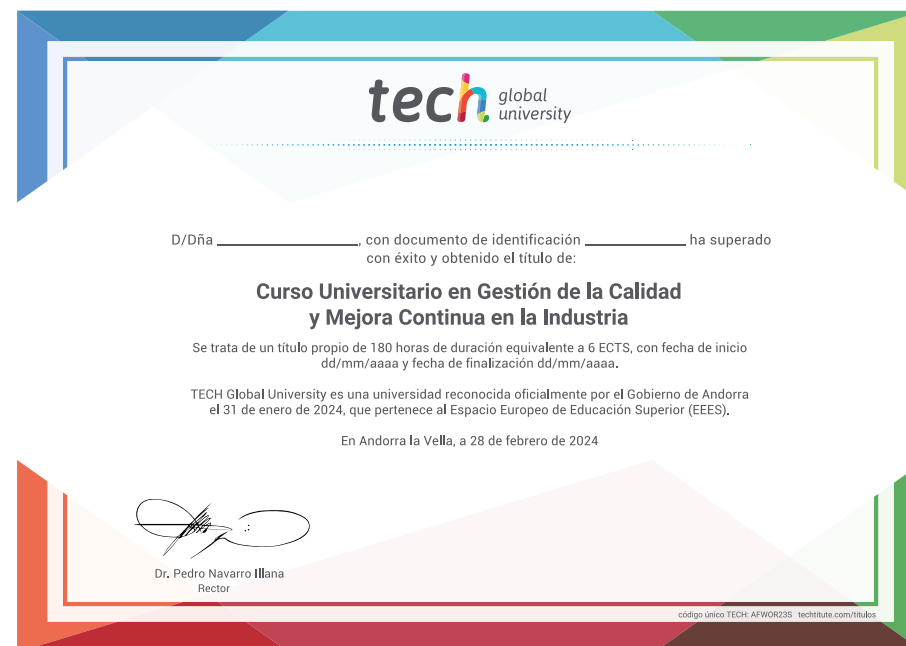 tech global university
D/Dña ____________, con documento de identificación ____________ ha superado
con éxito y obtenido el título de:
Curso Universitario en Gestión de la Calidad
y Mejora Continua en la Industria
Se trata de un título propio de 180 horas de duración equivalente a 6 ECTS, con fecha de inicio
dd/mm/aaaa y fecha de finalización dd/mm/aaaa.
TECH Global University es una universidad reconocida oficialmente por el Gobierno de Andorra
el 31 de enero de 2024, que pertenece al Espacio Europeo de Educación Superior (EEES).
En Andorra la Vella, a 28 de febrero de 2024
Dr. Pedro Navarro Illana
Rector
código único TECH: AFWOR23S techtitute.com/titulos